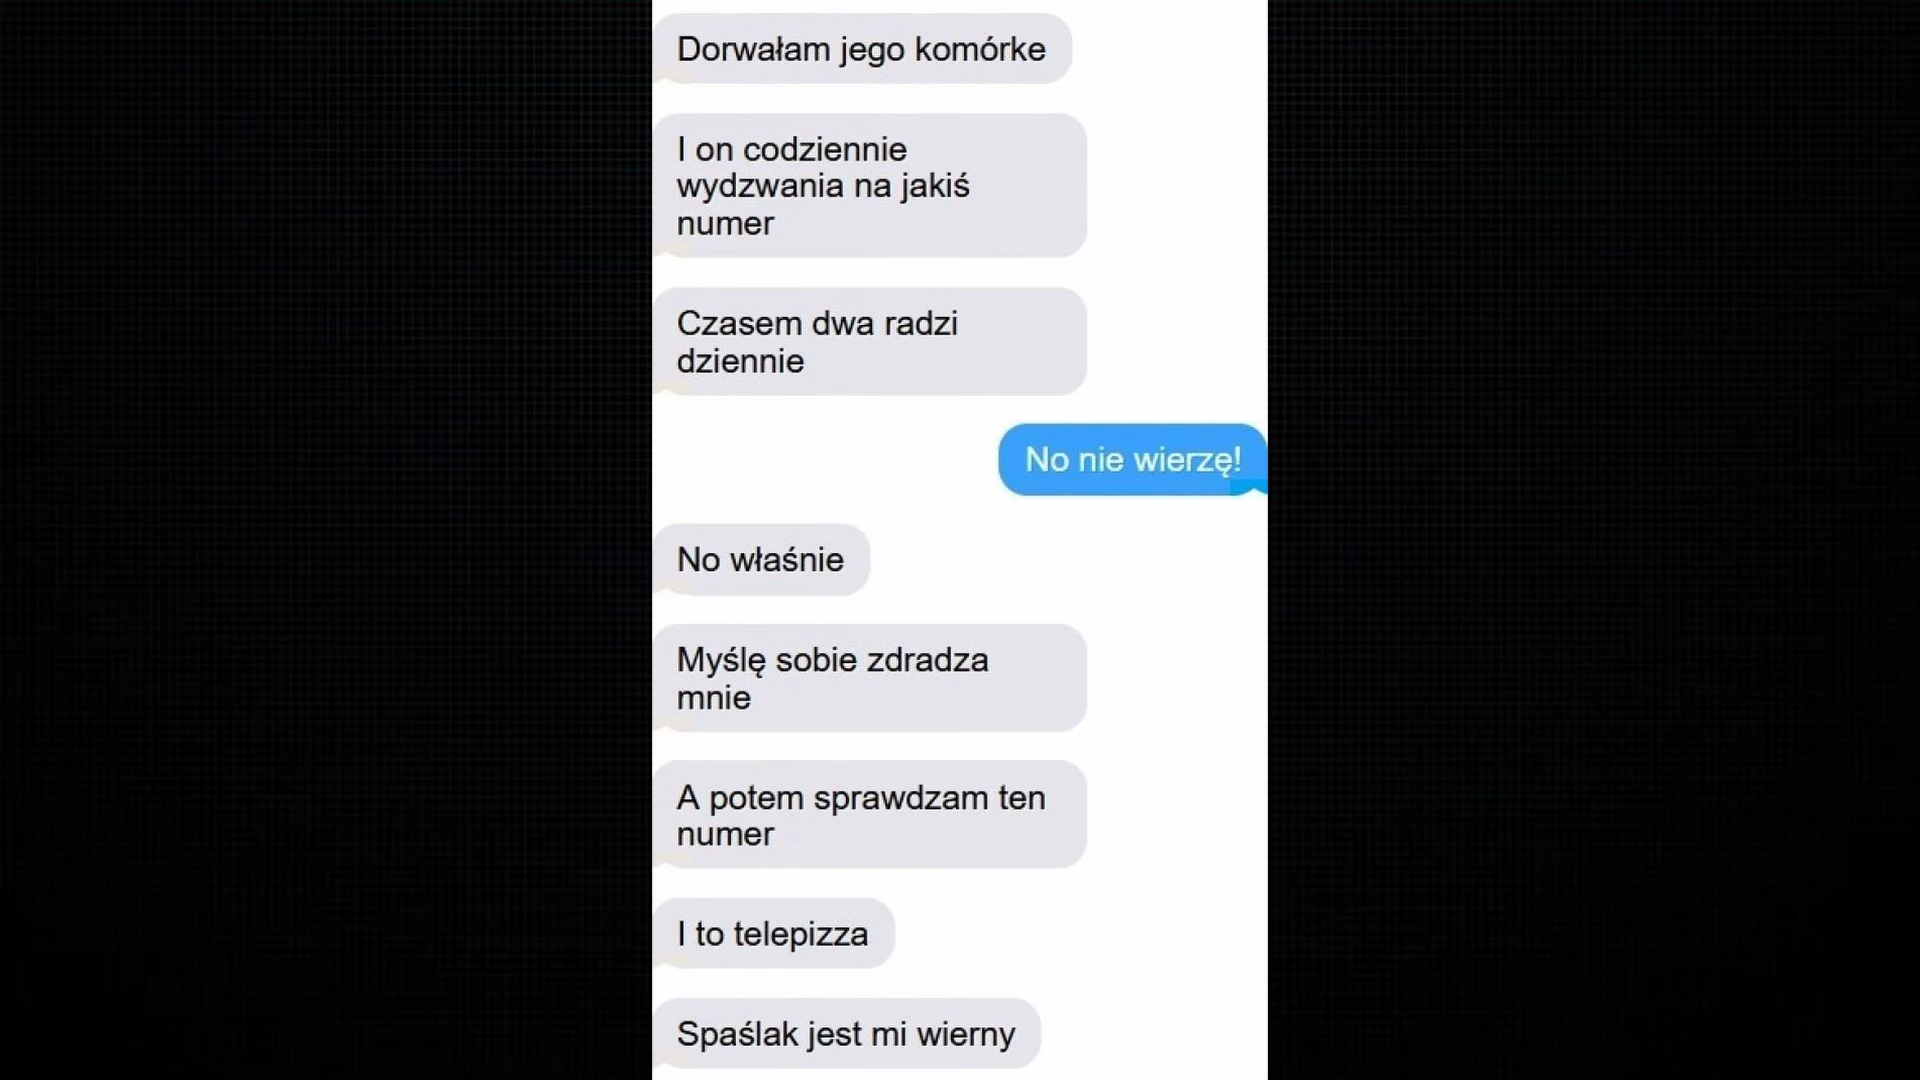 Dorwałam jego komórke
I on codziennie
wydzwania na jakiś
numer
Czasem dwa radzi
dziennie
No nie wierzę!
No właśnie
Myślę sobie zdradza
mnie
A potem sprawdzam ten
numer
I to telepizza
Spaślak jest mi wierny